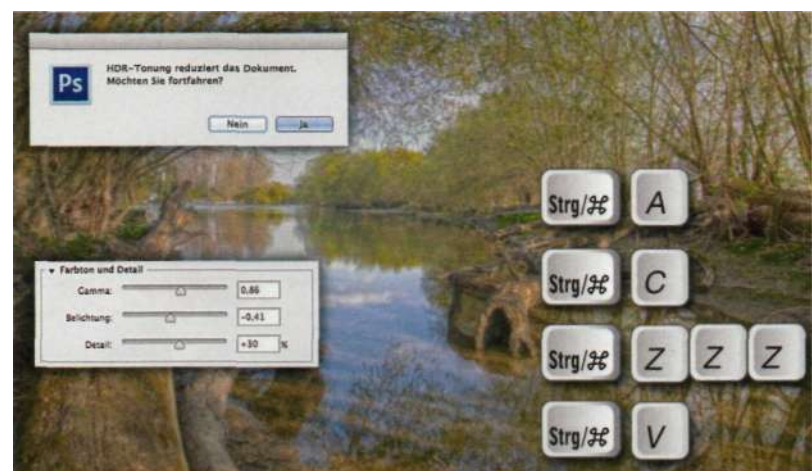 HDR-Tonung reduziert das Dokument.
Möchten Sie fortfahren?
Ps
Nein
Ja
Strg/⌘ A
Farbton und Detail
Gamma: 0,86
Strg/⌘ C
Belichtung: -0,41
Detail: +30 %
Strg/⌘ Z Z Z
Strg/⌘ V